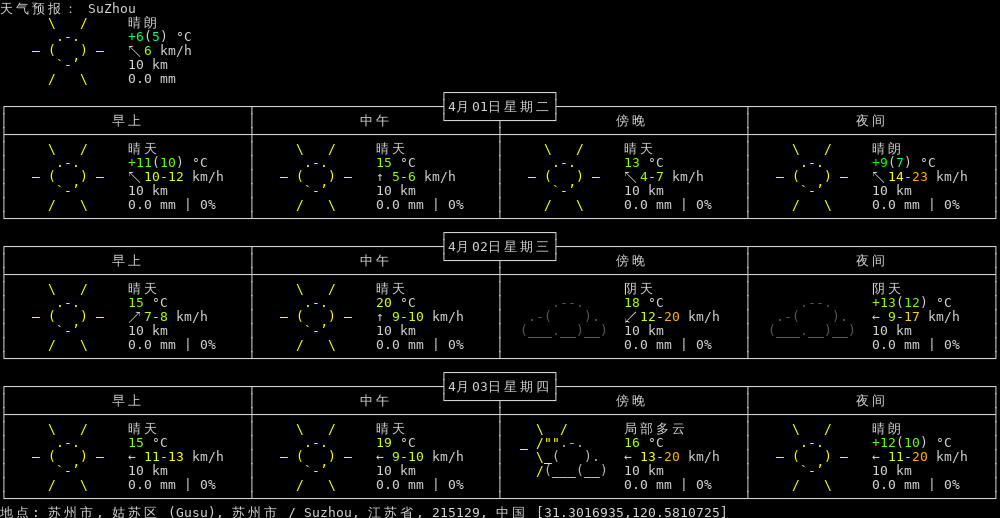 天气预报： SuZhou
晴朗
+6(5) °C
↖ 6 km/h
10 km
0.0 mm
4月01日星期二
早上 中午 傍晚 夜间
晴天 晴天 晴天 晴朗
+11(10) °C 15 °C 13 °C +9(7) °C
↖ 10-12 km/h ↑ 5-6 km/h ↖ 4-7 km/h ↖ 14-23 km/h
10 km 10 km 10 km 10 km
0.0 mm | 0% 0.0 mm | 0% 0.0 mm | 0% 0.0 mm | 0%
4月02日星期三
早上 中午 傍晚 夜间
晴天 晴天 阴天 阴天
15 °C 20 °C 18 °C +13(12) °C
↗ 7-8 km/h ↑ 9-10 km/h ↙ 12-20 km/h ← 9-17 km/h
10 km 10 km 10 km 10 km
0.0 mm | 0% 0.0 mm | 0% 0.0 mm | 0% 0.0 mm | 0%
4月03日星期四
早上 中午 傍晚 夜间
晴天 晴天 局部多云 晴朗
15 °C 19 °C 16 °C +12(10) °C
← 11-13 km/h ← 9-10 km/h ← 13-20 km/h ← 11-20 km/h
10 km 10 km 10 km 10 km
0.0 mm | 0% 0.0 mm | 0% 0.0 mm | 0% 0.0 mm | 0%
地点: 苏州市, 姑苏区 (Gusu), 苏州市 / Suzhou, 江苏省, 215129, 中国 [31.3016935,120.5810725]